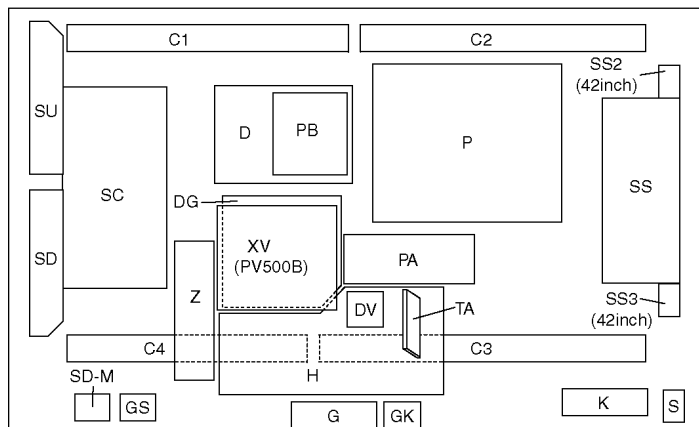 C1
C2
SS2
(42inch)
SU
D
PB
P
SC
SS
DG
SD
XV
(PV500B)
PA
Z
DV
TA
SS3
(42inch)
C4
C3
H
SD-M
GS
G
GK
K
S